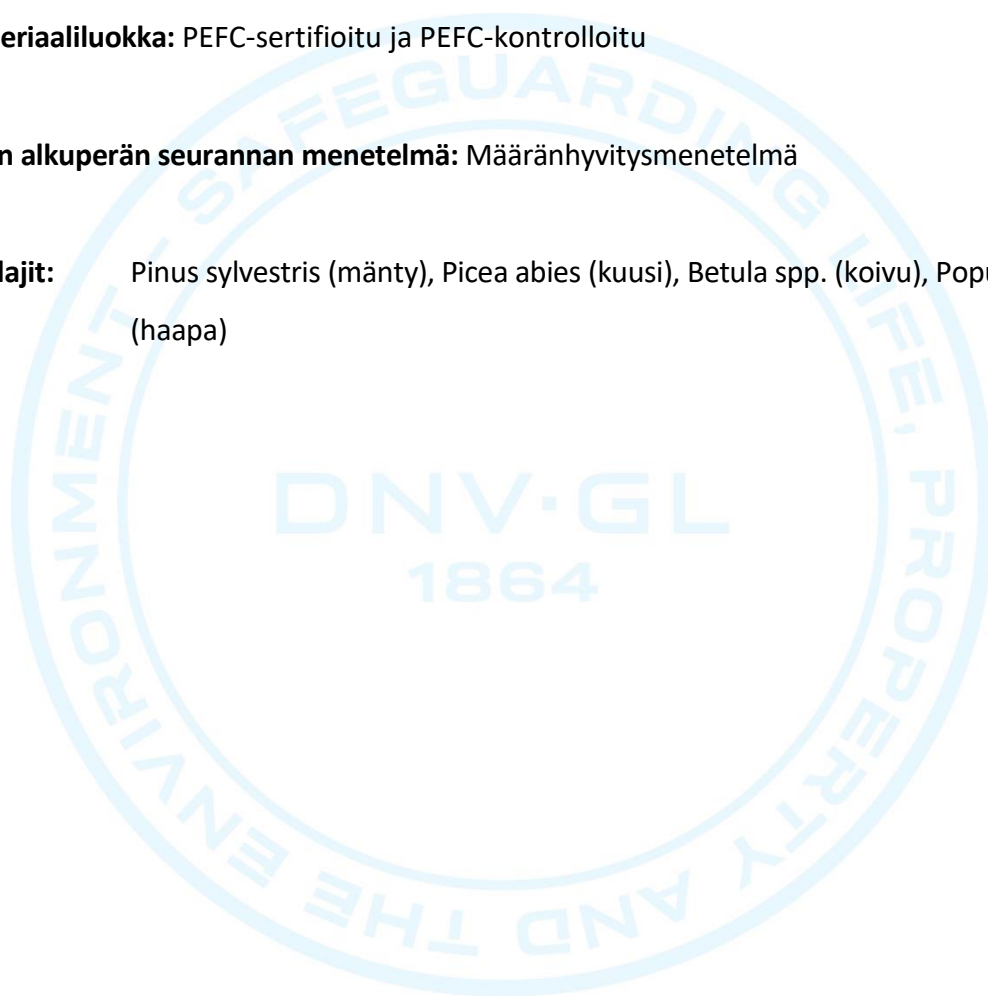 eriaaliluokka: PEFC-sertifioitu ja PEFC-kontrolloitu
n alkuperän seurannan menetelmä: Määränhyvitysmenetelmä
lajit: Pinus sylvestris (mänty), Picea abies (kuusi), Betula spp. (koivu), Popu
(haapa)
SAFEGUARDING LIFE, PROPERTY AND THE ENVIRONMENT
DNV·GL
1864